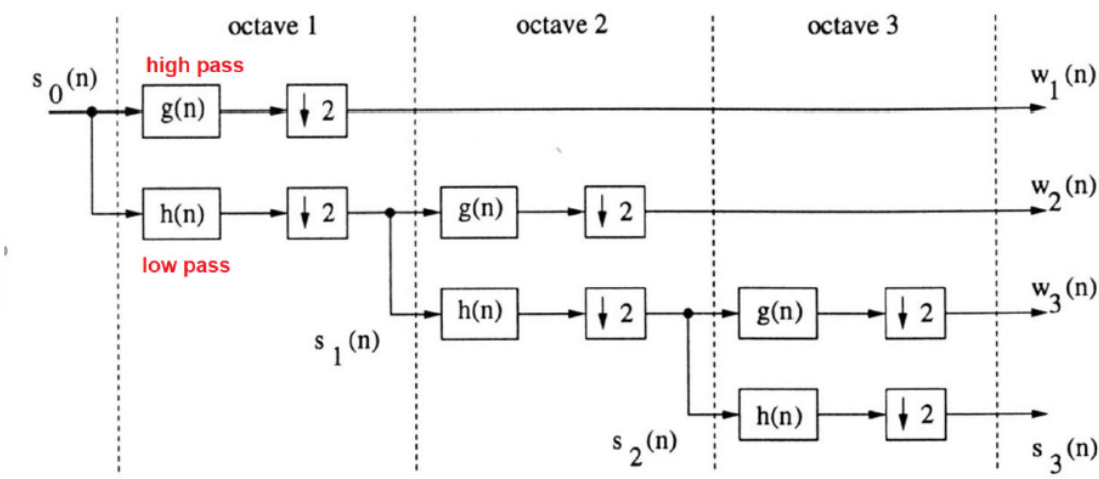 octave 1 octave 2 octave 3
high pass
s0(n) w1(n)
g(n) ↓ 2
h(n) ↓ 2 g(n) ↓ 2 w2(n)
low pass
h(n) ↓ 2 g(n) ↓ 2 w3(n)
s1(n)
h(n) ↓ 2
s2(n) s3(n)